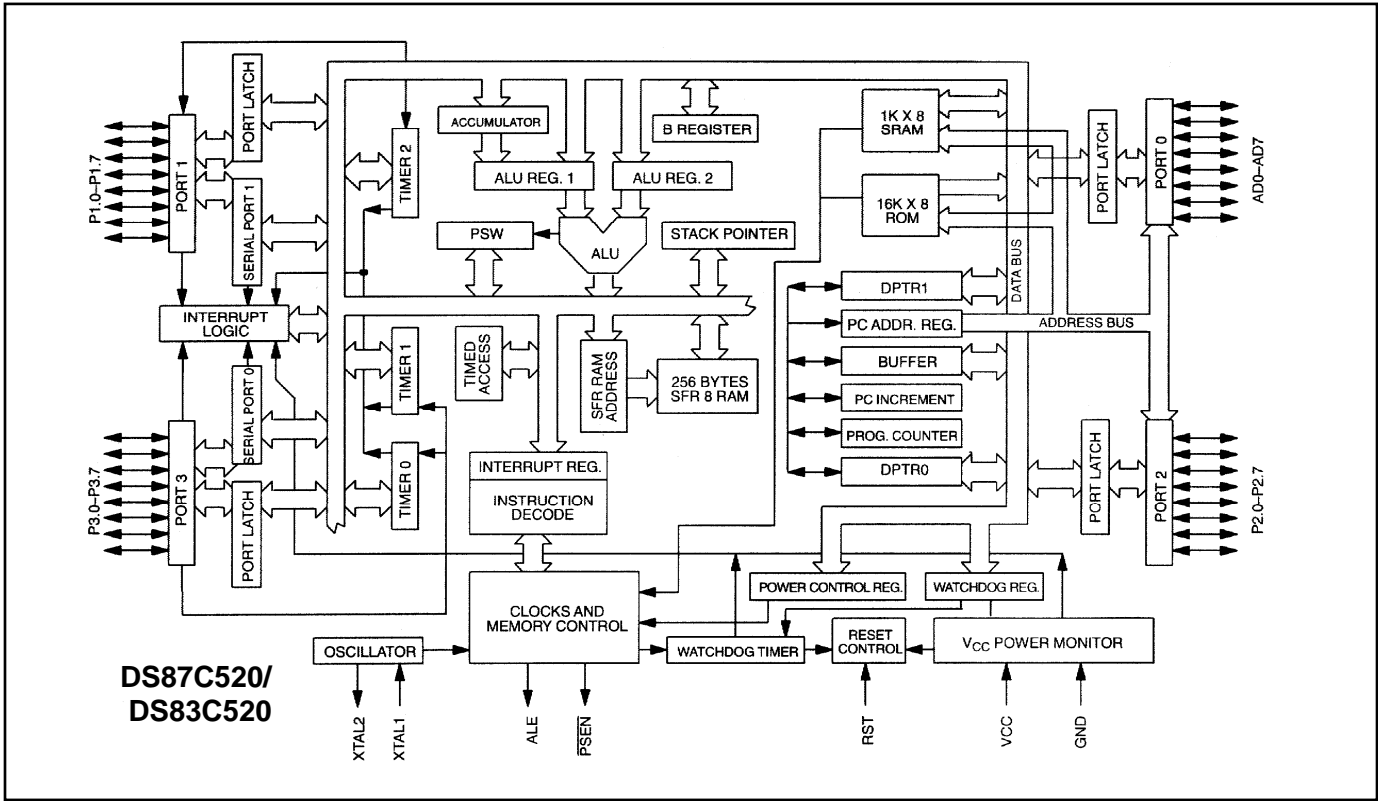 PORT LATCH
ACCUMULATOR
B REGISTER
1K X 8
SRAM
PORT LATCH
PORT 0
AD0–AD7
P1.0–P1.7
PORT 1
TIMER 2
ALU REG. 1
ALU REG. 2
16K X 8
ROM
SERIAL PORT 1
PSW
ALU
STACK POINTER
DATA BUS
DPTR1
INTERRUPT
LOGIC
PC ADDR. REG.
ADDRESS BUS
TIMER 1
TIMED
ACCESS
SFR RAM
ADDRESS
256 BYTES
SFR 8 RAM
BUFFER
SERIAL PORT 0
PC INCREMENT
PROG. COUNTER
P3.0–P3.7
PORT 3
TIMER 0
INTERRUPT REG.
DPTR0
PORT LATCH
PORT 2
P2.0–P2.7
PORT LATCH
INSTRUCTION
DECODE
POWER CONTROL REG.
WATCHDOG REG.
CLOCKS AND
MEMORY CONTROL
OSCILLATOR
WATCHDOG TIMER
RESET
CONTROL
VCC POWER MONITOR
DS87C520/
DS83C520
XTAL2
XTAL1
ALE
PSEN
RST
VCC
GND